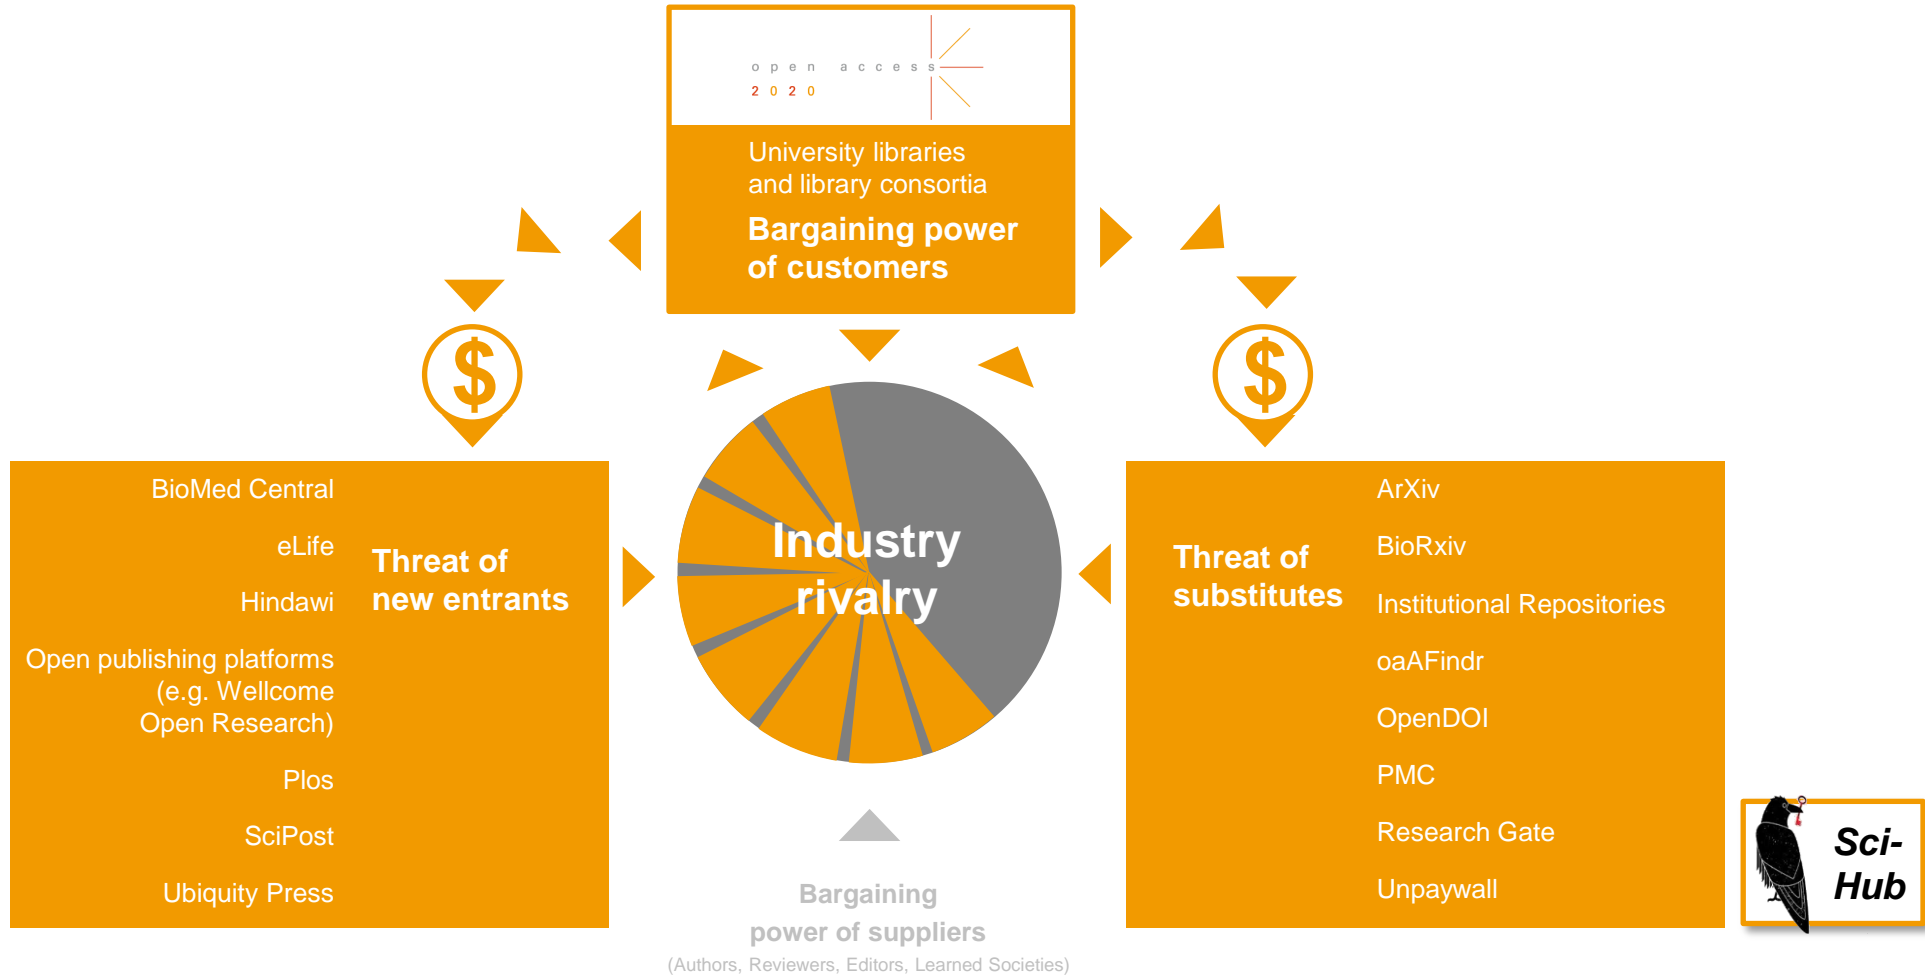 open access
2020
University libraries
and library consortia
Bargaining power
of customers
$
$
BioMed Central
eLife
Hindawi
Open publishing platforms
(e.g. Wellcome
Open Research)
Plos
SciPost
Ubiquity Press
Threat of
new entrants
Industry
rivalry
Threat of
substitutes
ArXiv
BioRxiv
Institutional Repositories
oaAFindr
OpenDOI
PMC
Research Gate
Unpaywall
Sci-
Hub
Bargaining
power of suppliers
(Authors, Reviewers, Editors, Learned Societies)